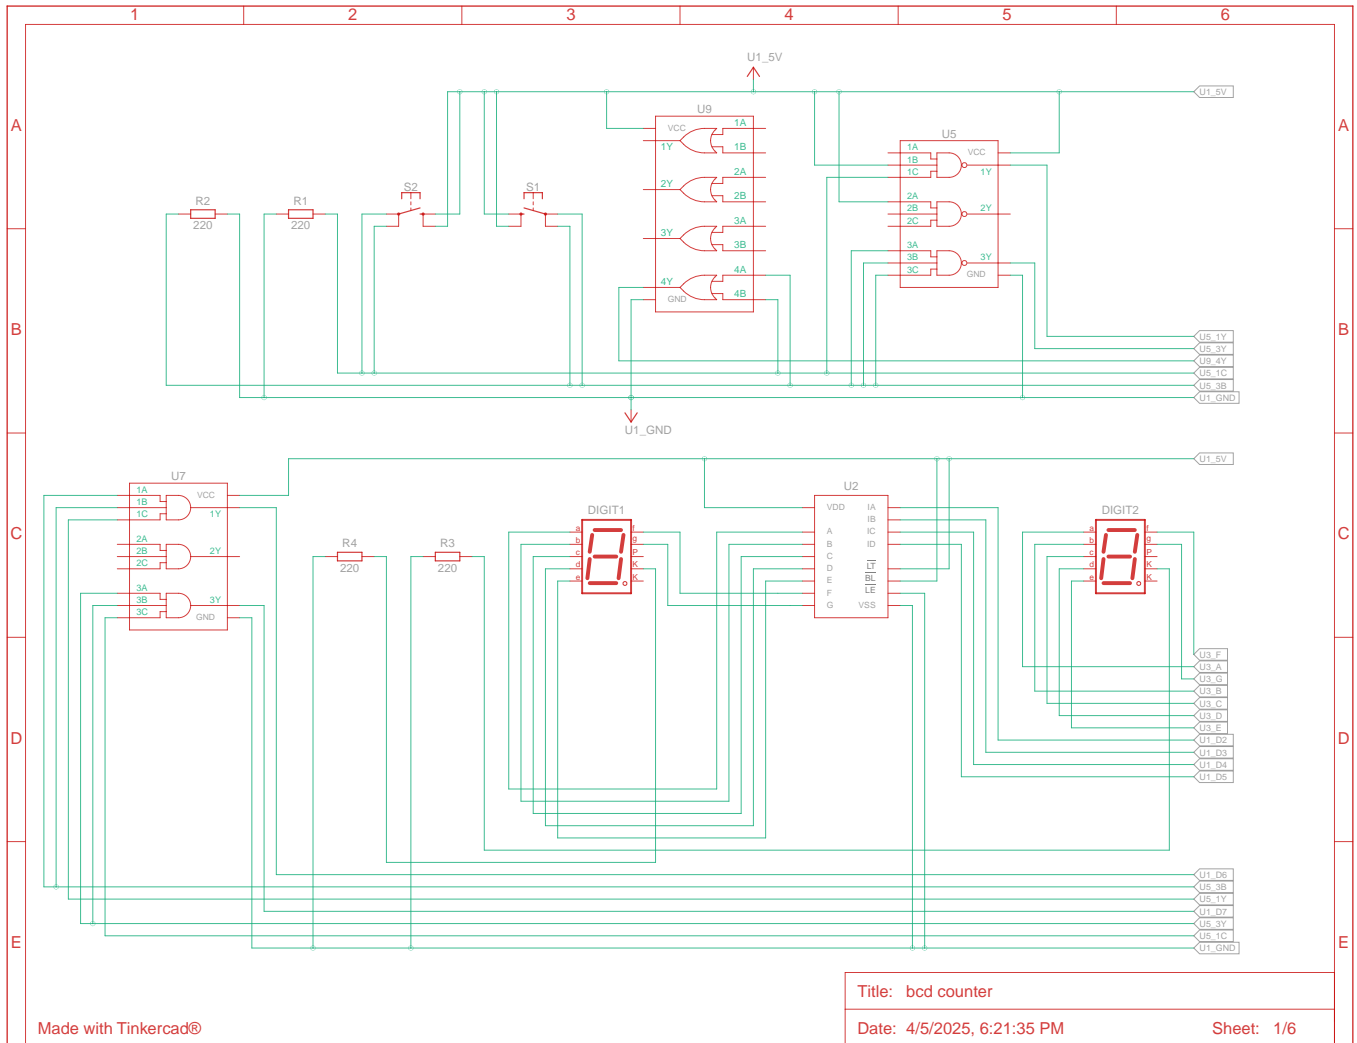 1 2 3 4 5 6
U1_5V
U1_5V
A A
U9
VCC 1A
1Y 1B
2A
2Y 2B
3A
3Y 3B
4A
4Y 4B
GND
U5
1A VCC
1B
1C 1Y
2A
2B 2Y
2C
3A
3B 3Y
3C GND
R2
220
R1
220
S2
S1
B B
U5_1Y
U5_3Y
U9_4Y
U5_1C
U5_3B
U1_GND
U1_GND
U1_5V
C C
U7
1A VCC
1B
1C 1Y
2A
2B 2Y
2C
3A
3B 3Y
3C GND
R4
220
R3
220
DIGIT1
a f
b g
c P
d K
e K
U2
VDD IA
IB
A IC
B ID
C
D LT
E BL
F LE
G VSS
DIGIT2
a f
b g
c P
d K
e K
D D
U3_F
U3_A
U3_G
U3_B
U3_C
U3_D
U3_E
U1_D2
U1_D3
U1_D4
U1_D5
E E
U1_D6
U5_3B
U5_1Y
U1_D7
U5_3Y
U5_1C
U1_GND
Title: bcd counter
Made with Tinkercad®
Date: 4/5/2025, 6:21:35 PM Sheet: 1/6